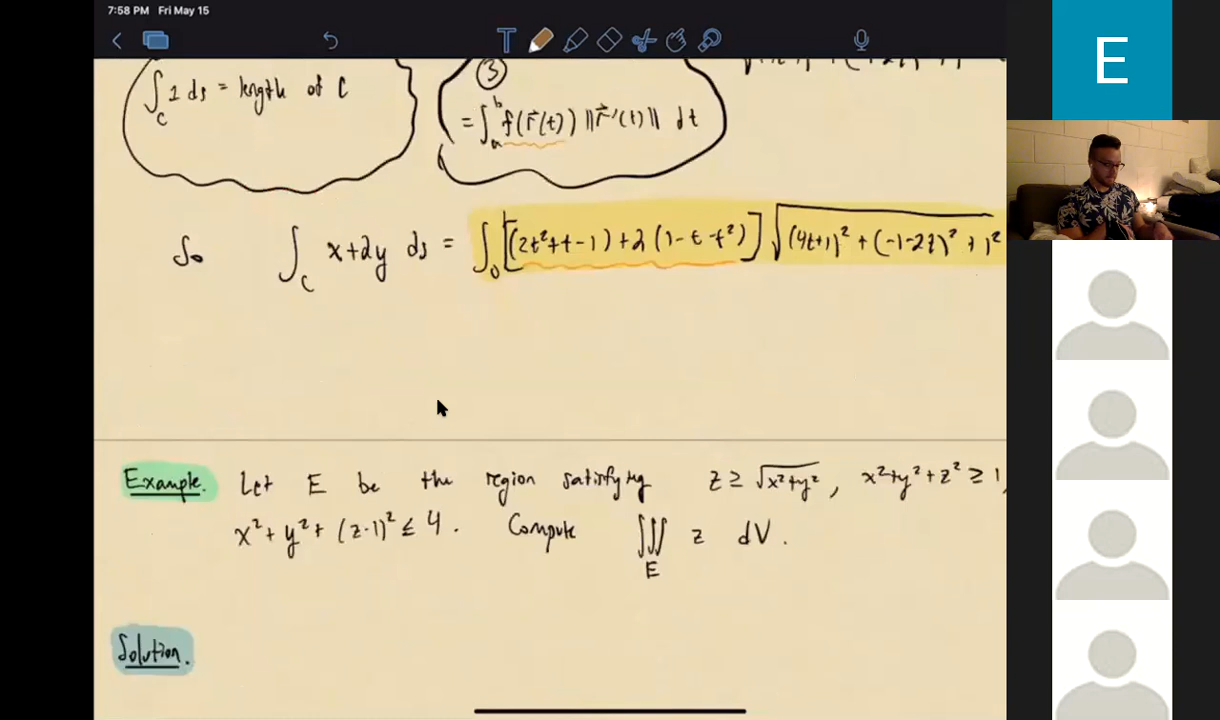 7:58 PM Fri May 15
T
E
3
∫_C 1 ds = length of C
= ∫_a^b f(r⃗(t)) ||r⃗'(t)|| dt
So ∫_C x+2y ds = ∫_0 [(2t²+t-1)+2(1-t-t²)] √(4t+1)² + (-1-2t)² + 1²
Example. Let E be the region satisfying z ≥ √x²+y², x²+y²+z² ≥ 1,
x²+y²+(z-1)² ≤ 4. Compute ∭_E z dV.
Solution.